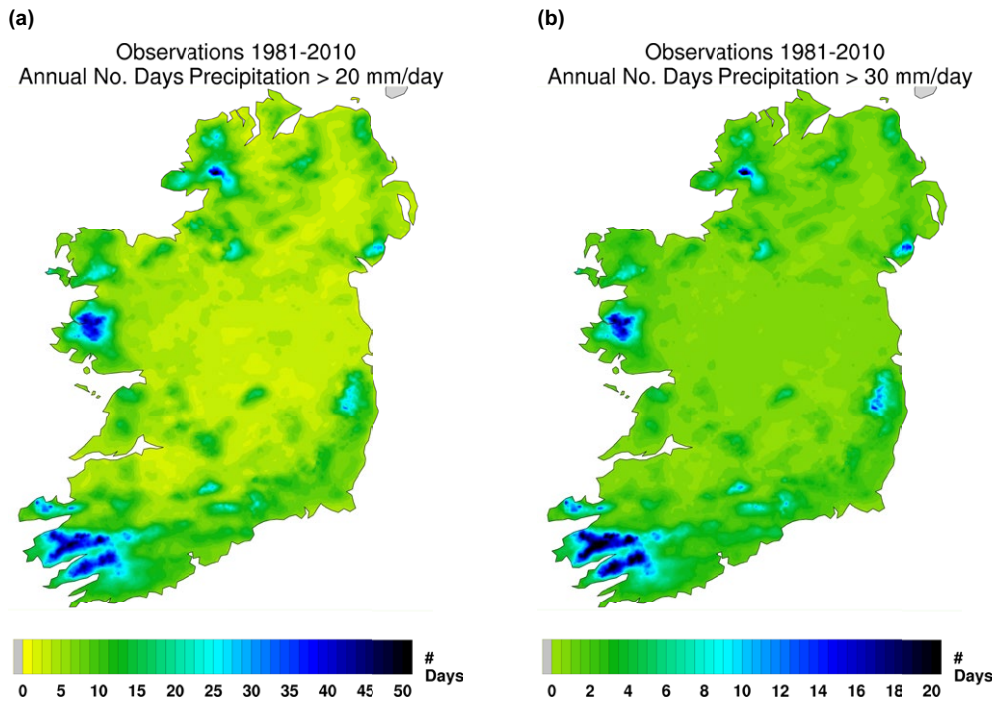 (a)
Observations 1981-2010
Annual No. Days Precipitation > 20 mm/day
0 5 10 15 20 25 30 35 40 45 50
# Days
(b)
Observations 1981-2010
Annual No. Days Precipitation > 30 mm/day
0 2 4 6 8 10 12 14 16 18 20
# Days